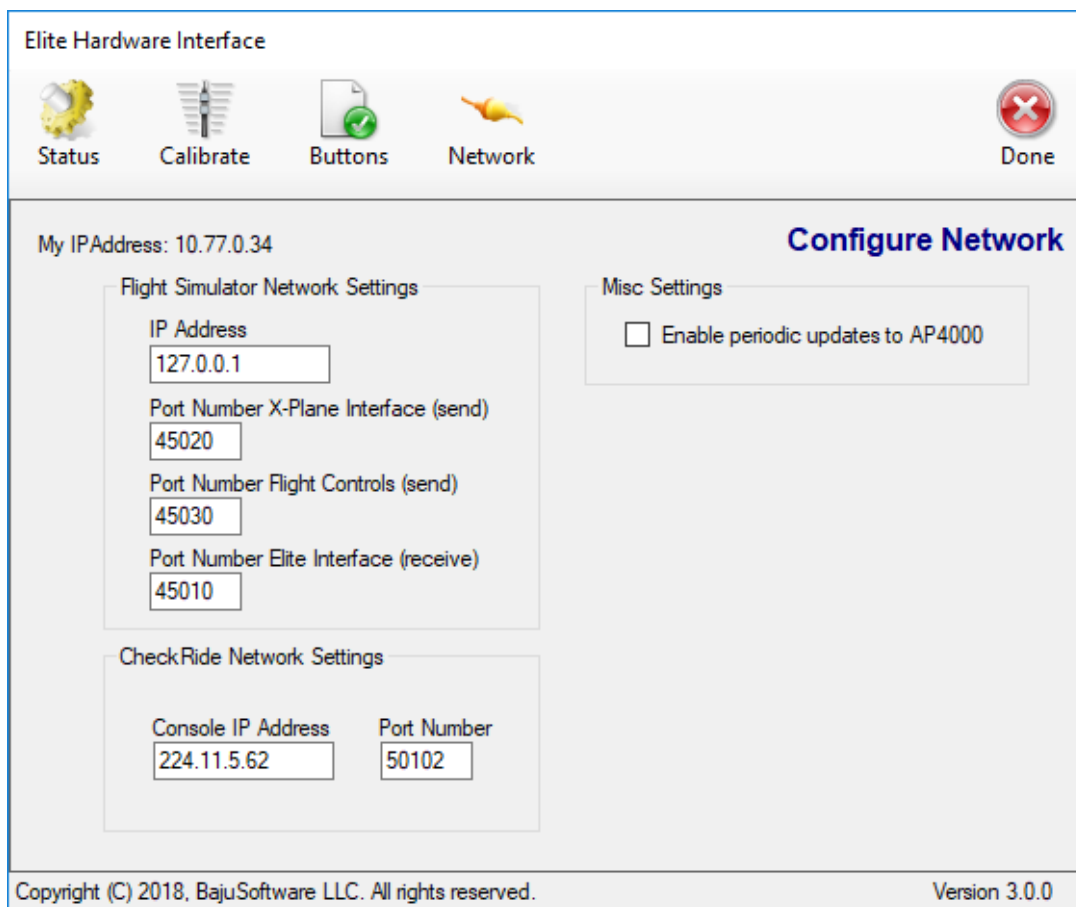 Elite Hardware Interface
Status Calibrate Buttons Network Done
My IPAddress: 10.77.0.34
Configure Network
Flight Simulator Network Settings
IP Address
127.0.0.1
Port Number X-Plane Interface (send)
45020
Port Number Flight Controls (send)
45030
Port Number Elite Interface (receive)
45010
Misc Settings
Enable periodic updates to AP4000
CheckRide Network Settings
Console IP Address Port Number
224.11.5.62 50102
Copyright (C) 2018, BajuSoftware LLC. All rights reserved. Version 3.0.0